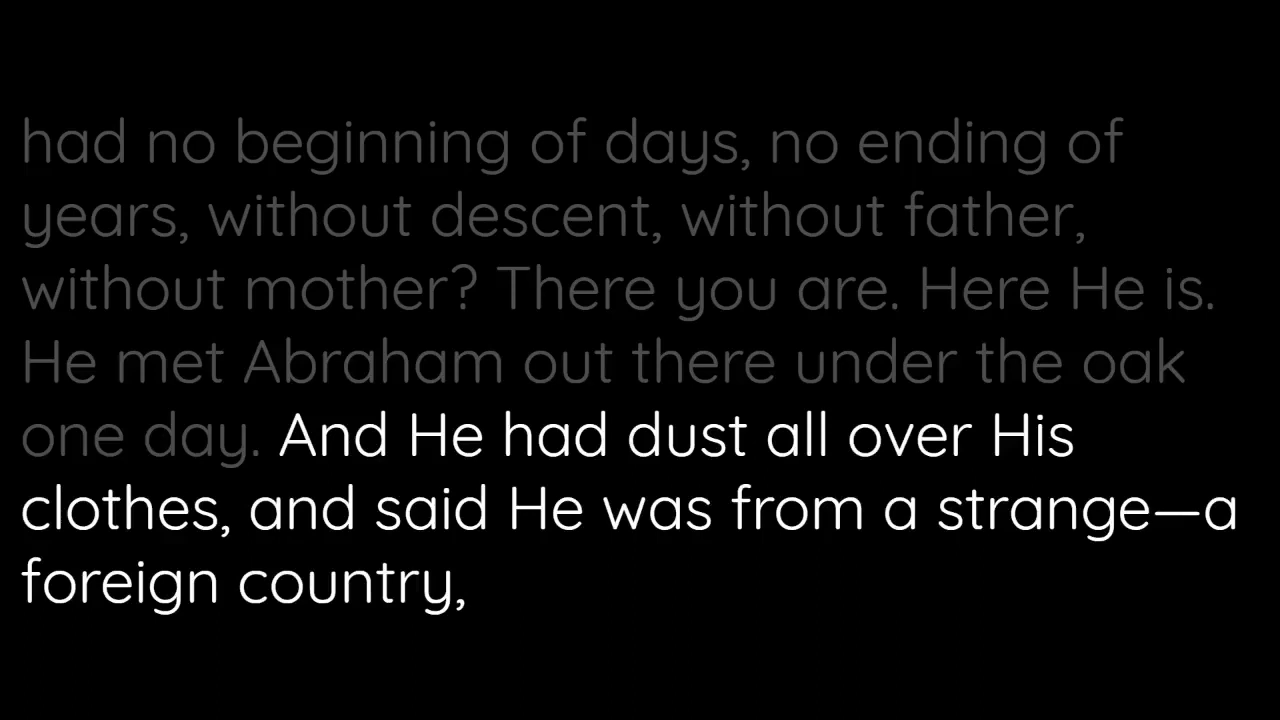 had no beginning of days, no ending of
years, without descent, without father,
without mother? There you are. Here He is.
He met Abraham out there under the oak
one day. And He had dust all over His
clothes, and said He was from a strange—a
foreign country,